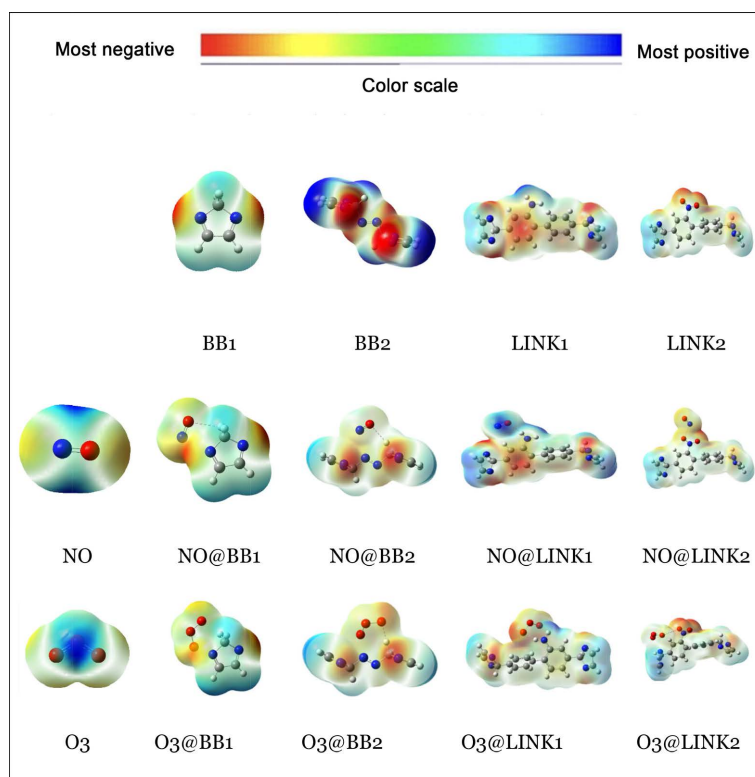 Most negative
Most positive
Color scale
BB1 BB2 LINK1 LINK2
NO NO@BB1 NO@BB2 NO@LINK1 NO@LINK2
O3 O3@BB1 O3@BB2 O3@LINK1 O3@LINK2